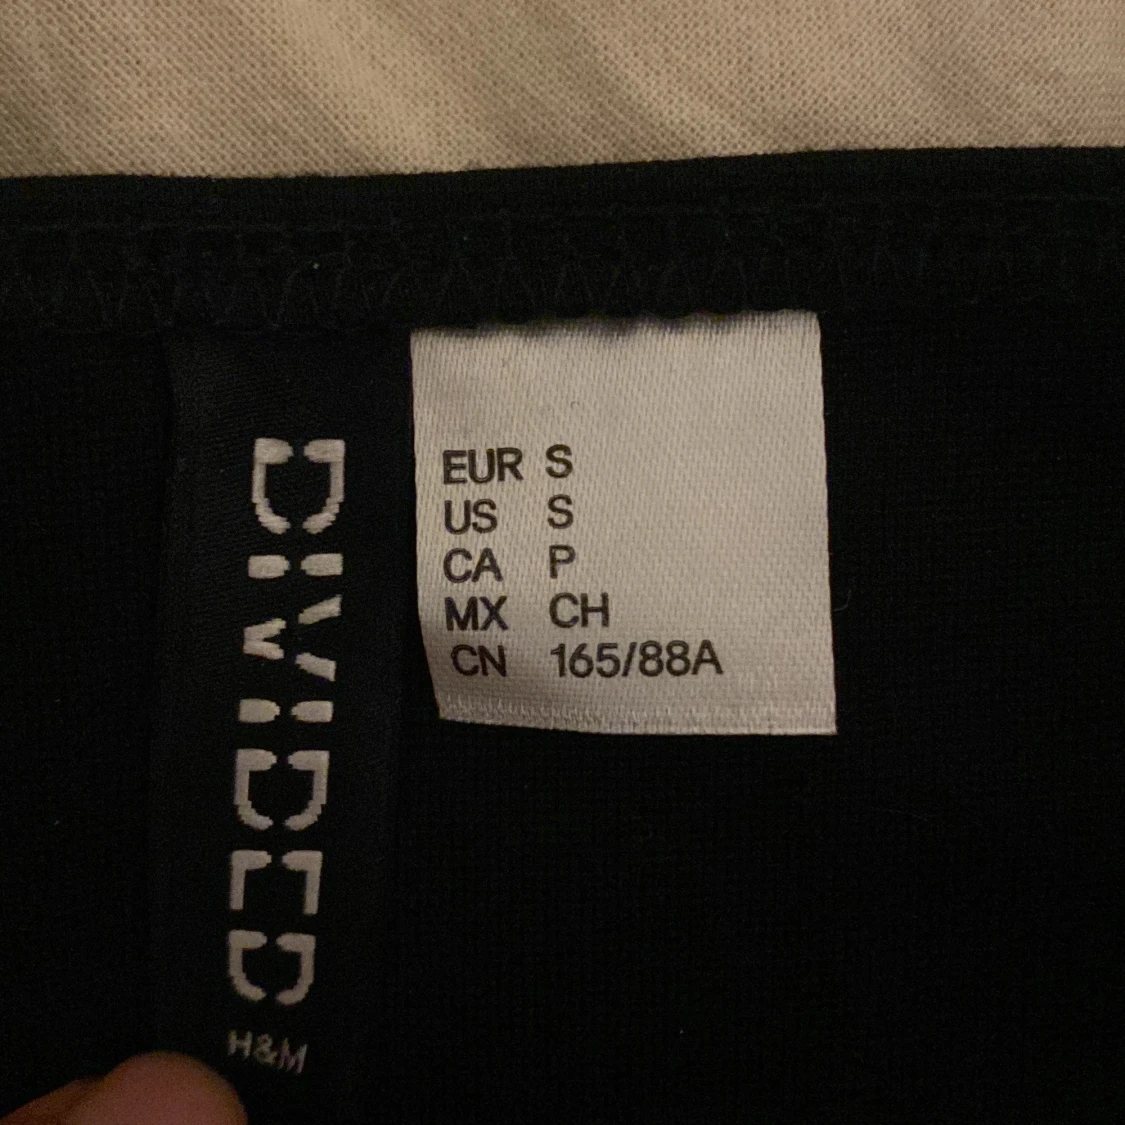 DIVIDED
H&M
EUR S
US S
CA P
MX CH
CN 165/88A